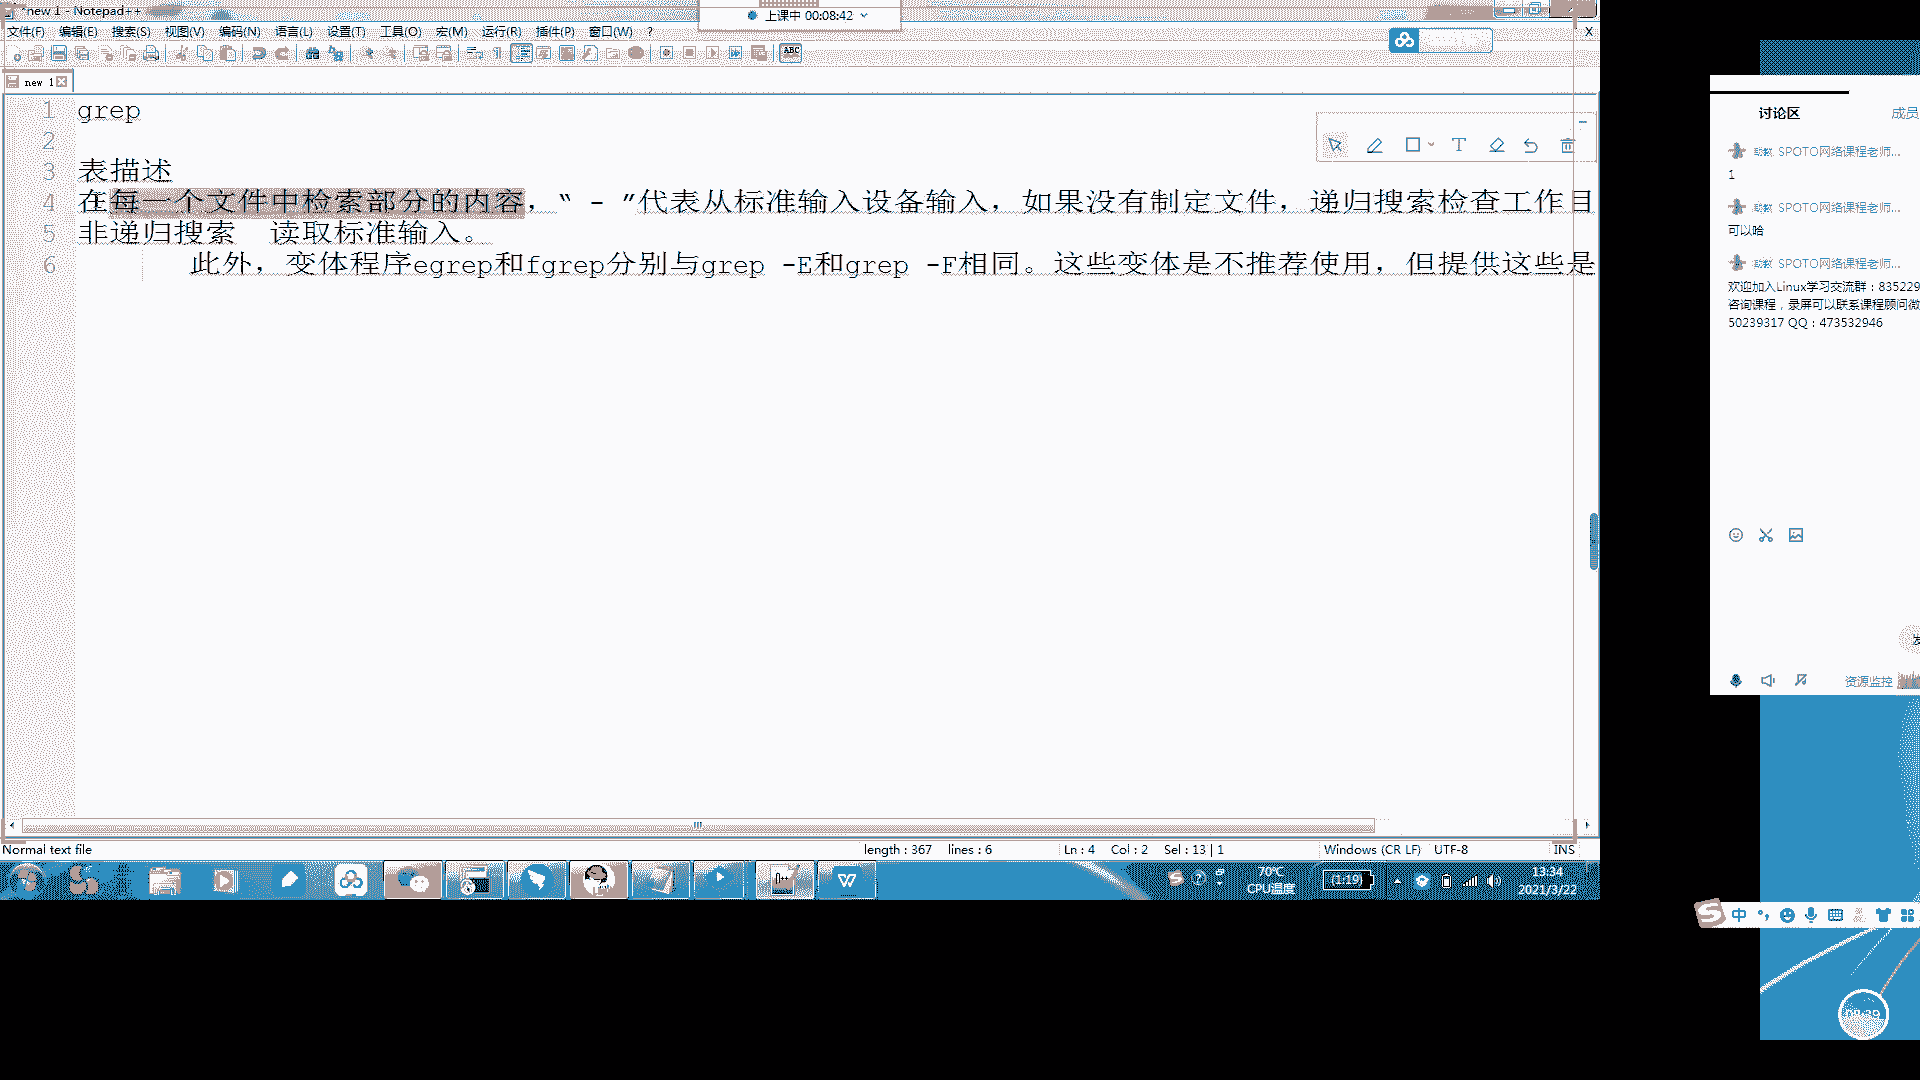 *new 1 - Notepad++
上课中 00:08:42
文件(F) 编辑(E) 搜索(S) 视图(V) 编码(N) 语言(L) 设置(T) 工具(O) 宏(M) 运行(R) 插件(P) 窗口(W) ? X
ABC
new 1
1 grep
2
3 表描述
4 在每一个文件中检索部分的内容，“ - ”代表从标准输入设备输入，如果没有制定文件，递归搜索检查工作目
5 非递归搜索 读取标准输入。
6 此外，变体程序egrep和fgrep分别与grep -E和grep -F相同。这些变体是不推荐使用，但提供这些是
Normal text file length : 367 lines : 6 Ln : 4 Col : 2 Sel : 13 | 1 Windows (CR LF) UTF-8 INS
70℃
CPU温度
(1:19)
13:34
2021/3/22
讨论区 成员
助教 SPOTO网络课程老师...
1
助教 SPOTO网络课程老师...
可以哈
助教 SPOTO网络课程老师...
欢迎加入Linux学习交流群：835229
咨询课程，录屏可以联系课程顾问微
50239317 QQ：473532946
资源监控
中